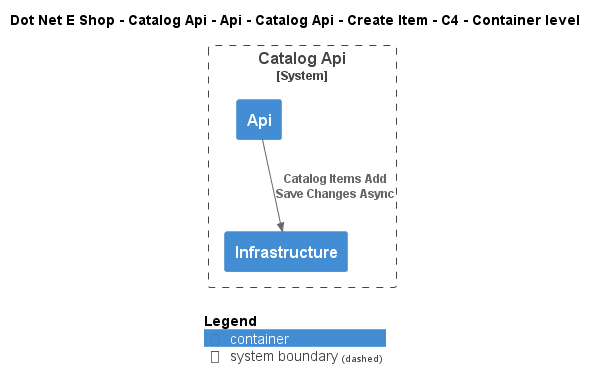 Dot Net E Shop - Catalog Api - Api - Catalog Api - Create Item - C4 - Container level
Catalog Api
[System]
Api
Catalog Items Add
Save Changes Async
Infrastructure
Legend
container
system boundary (dashed)